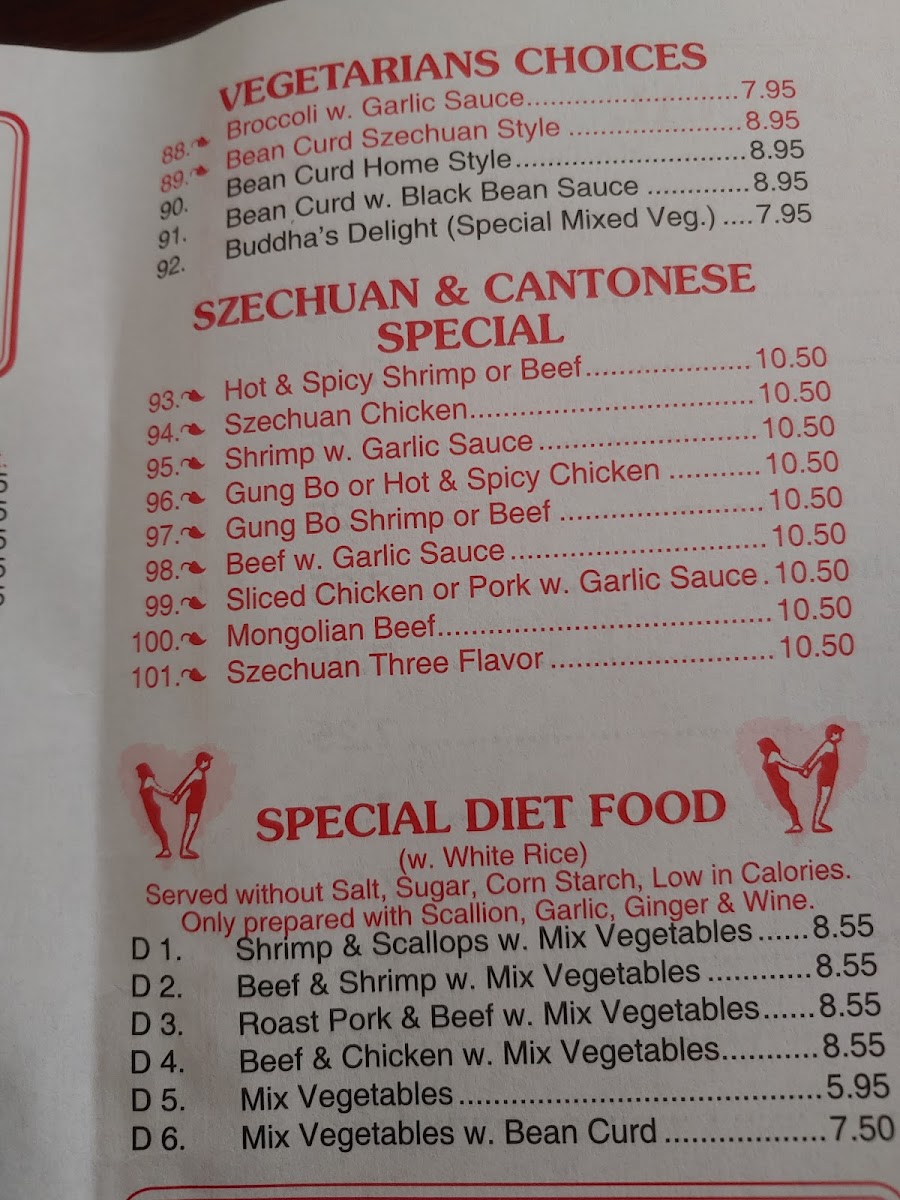 VEGETARIANS CHOICES
88. Broccoli w. Garlic Sauce..........................7.95
89. Bean Curd Szechuan Style .....................8.95
90. Bean Curd Home Style............................8.95
91. Bean Curd w. Black Bean Sauce .............8.95
92. Buddha's Delight (Special Mixed Veg.) ....7.95
SZECHUAN & CANTONESE
SPECIAL
93. Hot & Spicy Shrimp or Beef....................10.50
94. Szechuan Chicken..................................10.50
95. Shrimp w. Garlic Sauce..........................10.50
96. Gung Bo or Hot & Spicy Chicken ...........10.50
97. Gung Bo Shrimp or Beef ........................10.50
98. Beef w. Garlic Sauce..............................10.50
99. Sliced Chicken or Pork w. Garlic Sauce.10.50
100. Mongolian Beef.......................................10.50
101. Szechuan Three Flavor..........................10.50
SPECIAL DIET FOOD
(w. White Rice)
Served without Salt, Sugar, Corn Starch, Low in Calories.
Only prepared with Scallion, Garlic, Ginger & Wine.
D 1. Shrimp & Scallops w. Mix Vegetables......8.55
D 2. Beef & Shrimp w. Mix Vegetables ............8.55
D 3. Roast Pork & Beef w. Mix Vegetables......8.55
D 4. Beef & Chicken w. Mix Vegetables...........8.55
D 5. Mix Vegetables.........................................5.95
D 6. Mix Vegetables w. Bean Curd..................7.50